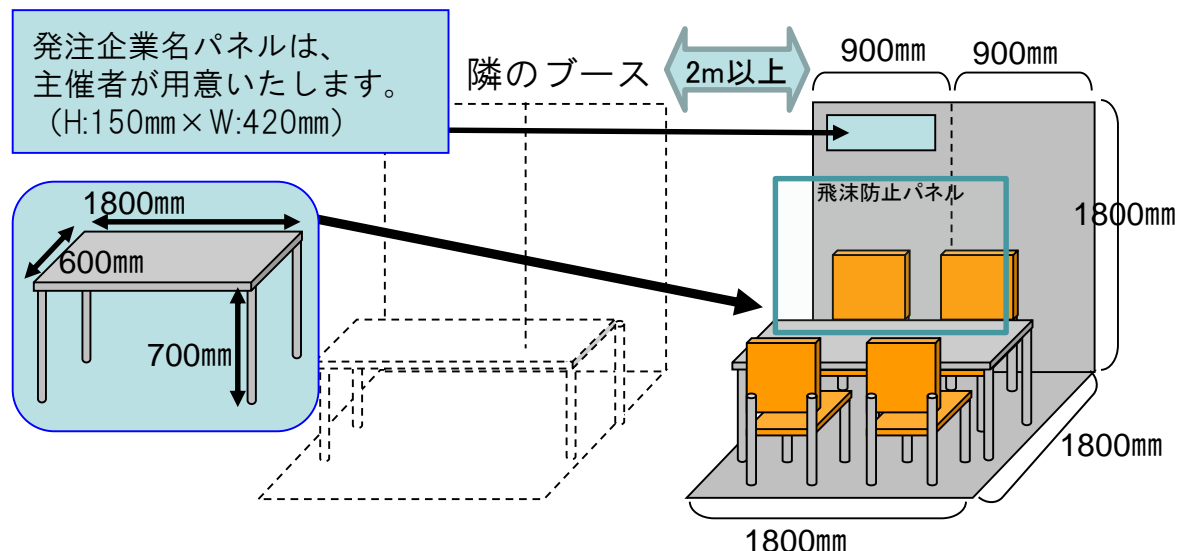 発注企業名パネルは、
主催者が用意いたします。
（H:150㎜×W:420㎜）
隣のブース
2m以上
900㎜
900㎜
飛沫防止パネル
1800㎜
1800㎜
600㎜
700㎜
1800㎜
1800㎜